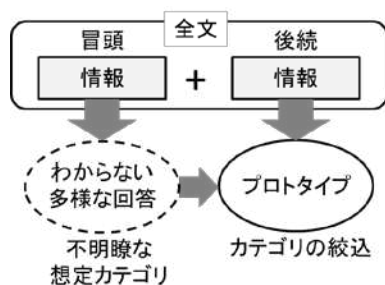 全文
冒頭
後続
情報
+
情報
わからない
多様な回答
プロトタイプ
不明瞭な
想定カテゴリ
カテゴリの絞込